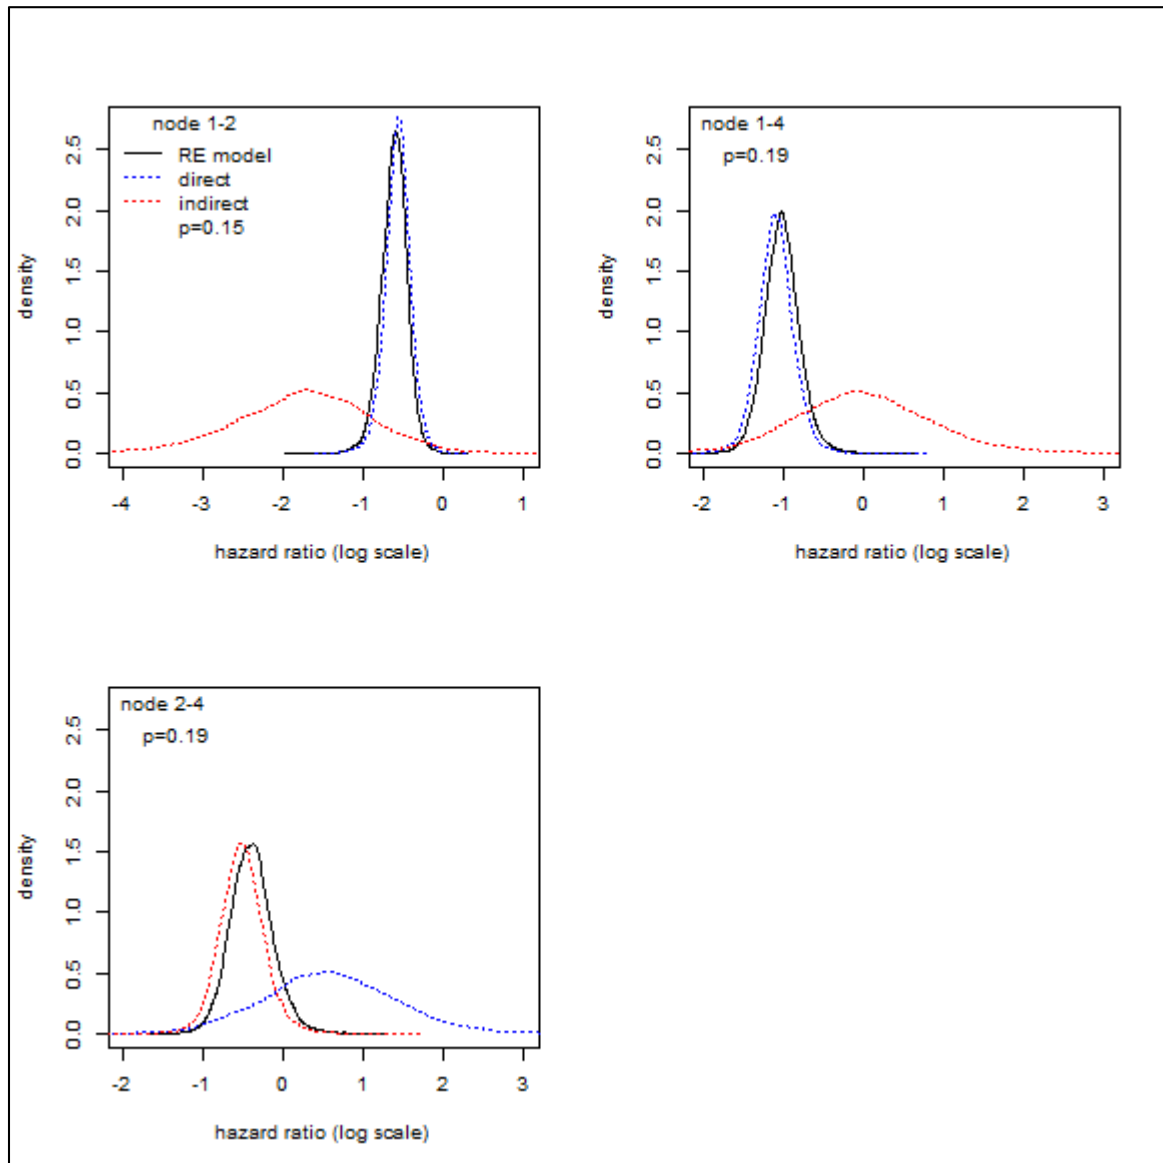 node 1-2
RE model
direct
indirect
p=0.15
density
0.0 0.5 1.0 1.5 2.0 2.5
-4 -3 -2 -1 0 1
hazard ratio (log scale)
node 1-4
p=0.19
density
0.0 0.5 1.0 1.5 2.0 2.5
-2 -1 0 1 2 3
hazard ratio (log scale)
node 2-4
p=0.19
density
0.0 0.5 1.0 1.5 2.0 2.5
-2 -1 0 1 2 3
hazard ratio (log scale)